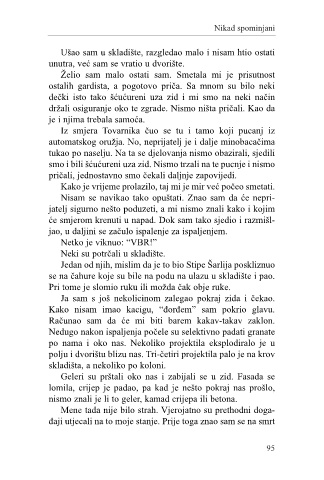 Nikad spominjani
Ušao sam u skladište, razgledao malo i nisam htio ostati
unutra, već sam se vratio u dvorište.
Želio sam malo ostati sam. Smetala mi je prisutnost
ostalih gardista, a pogotovo priča. Sa mnom su bilo neki
dečki isto tako šćućureni uza zid i mi smo na neki način
držali osiguranje oko te zgrade. Nismo ništa pričali. Kao da
je i njima trebala samoća.
Iz smjera Tovarnika čuo se tu i tamo koji pucanj iz
automatskog oružja. No, neprijatelj je i dalje minobacačima
tukao po naselju. Na ta se djelovanja nismo obazirali, sjedili
smo i bili šćućureni uza zid. Nismo trzali na te pucnje i nismo
pričali, jednostavno smo čekali daljnje zapovijedi.
Kako je vrijeme prolazilo, taj mi je mir već počeo smetati.
Nisam se navikao tako opuštati. Znao sam da će nepri-
jatelj sigurno nešto poduzeti, a mi nismo znali kako i kojim
će smjerom krenuti u napad. Dok sam tako sjedio i razmišl-
jao, u daljini se začulo ispalenje za ispaljenjem.
Netko je viknuo: “VBR!”
Neki su potrčali u skladište.
Jedan od njih, mislim da je to bio Stipe Šarlija poskliznuo
se na čahure koje su bile na podu na ulazu u skladište i pao.
Pri tome je slomio ruku ili možda čak obje ruke.
Ja sam s još nekolicinom zalegao pokraj zida i čekao.
Kako nisam imao kacigu, “đorđem” sam pokrio glavu.
Računao sam da će mi biti barem kakav-takav zaklon.
Nedugo nakon ispaljenja počele su selektivno padati granate
po nama i oko nas. Nekoliko projektila eksplodiralo je u
polju i dvorištu blizu nas. Tri-četiri projektila palo je na krov
skladišta, a nekoliko po koloni.
Geleri su prštali oko nas i zabijali se u zid. Fasada se
lomila, crijep je padao, pa kad je nešto pokraj nas prošlo,
nismo znali je li to geler, kamad crijepa ili betona.
Mene tada nije bilo strah. Vjerojatno su prethodni doga-
đaji utjecali na to moje stanje. Prije toga znao sam se na smrt
95